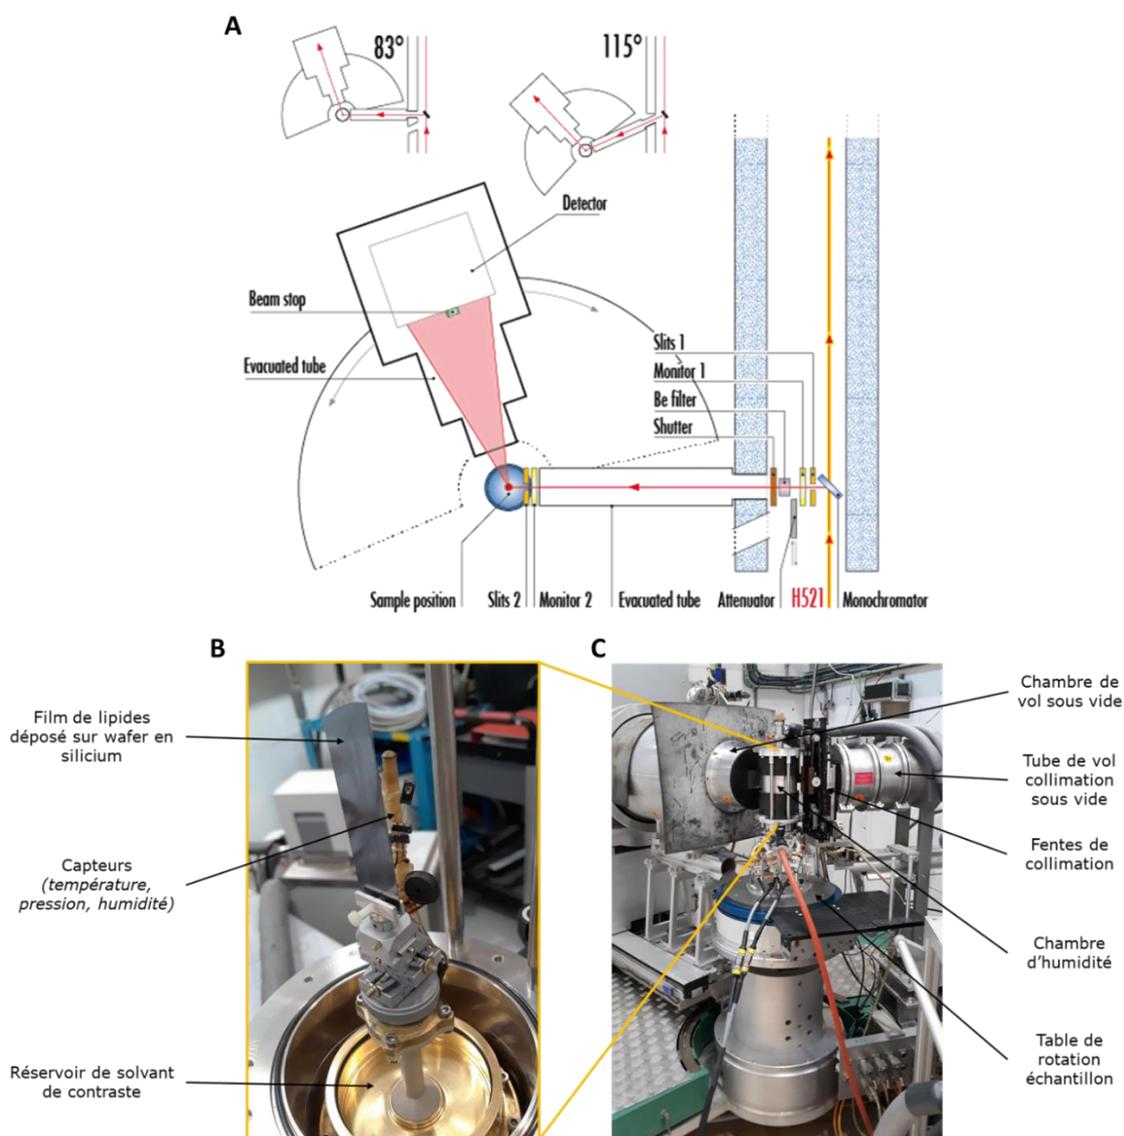 A
83°
115°
Detector
Beam stop
Evacuated tube
Slits 1
Monitor 1
Be filter
Shutter
Sample position
Slits 2
Monitor 2
Evacuated tube
Attenuator
H521
Monochromator
B
C
Film de lipides
déposé sur wafer en
silicium
Capteurs
(température,
pression, humidité)
Réservoir de solvant
de contraste
Chambre de
vol sous vide
Tube de vol
collimation
sous vide
Fentes de
collimation
Chambre
d’humidité
Table de
rotation
échantillon